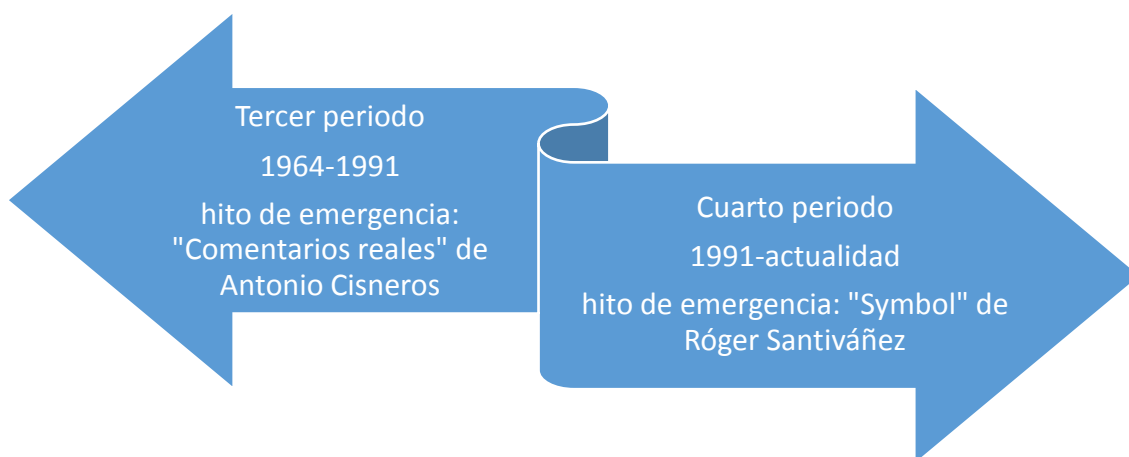 Tercer periodo
1964-1991
hito de emergencia:
"Comentarios reales" de
Antonio Cisneros
Cuarto periodo
1991-actualidad
hito de emergencia: "Symbol" de
Róger Santiváñez